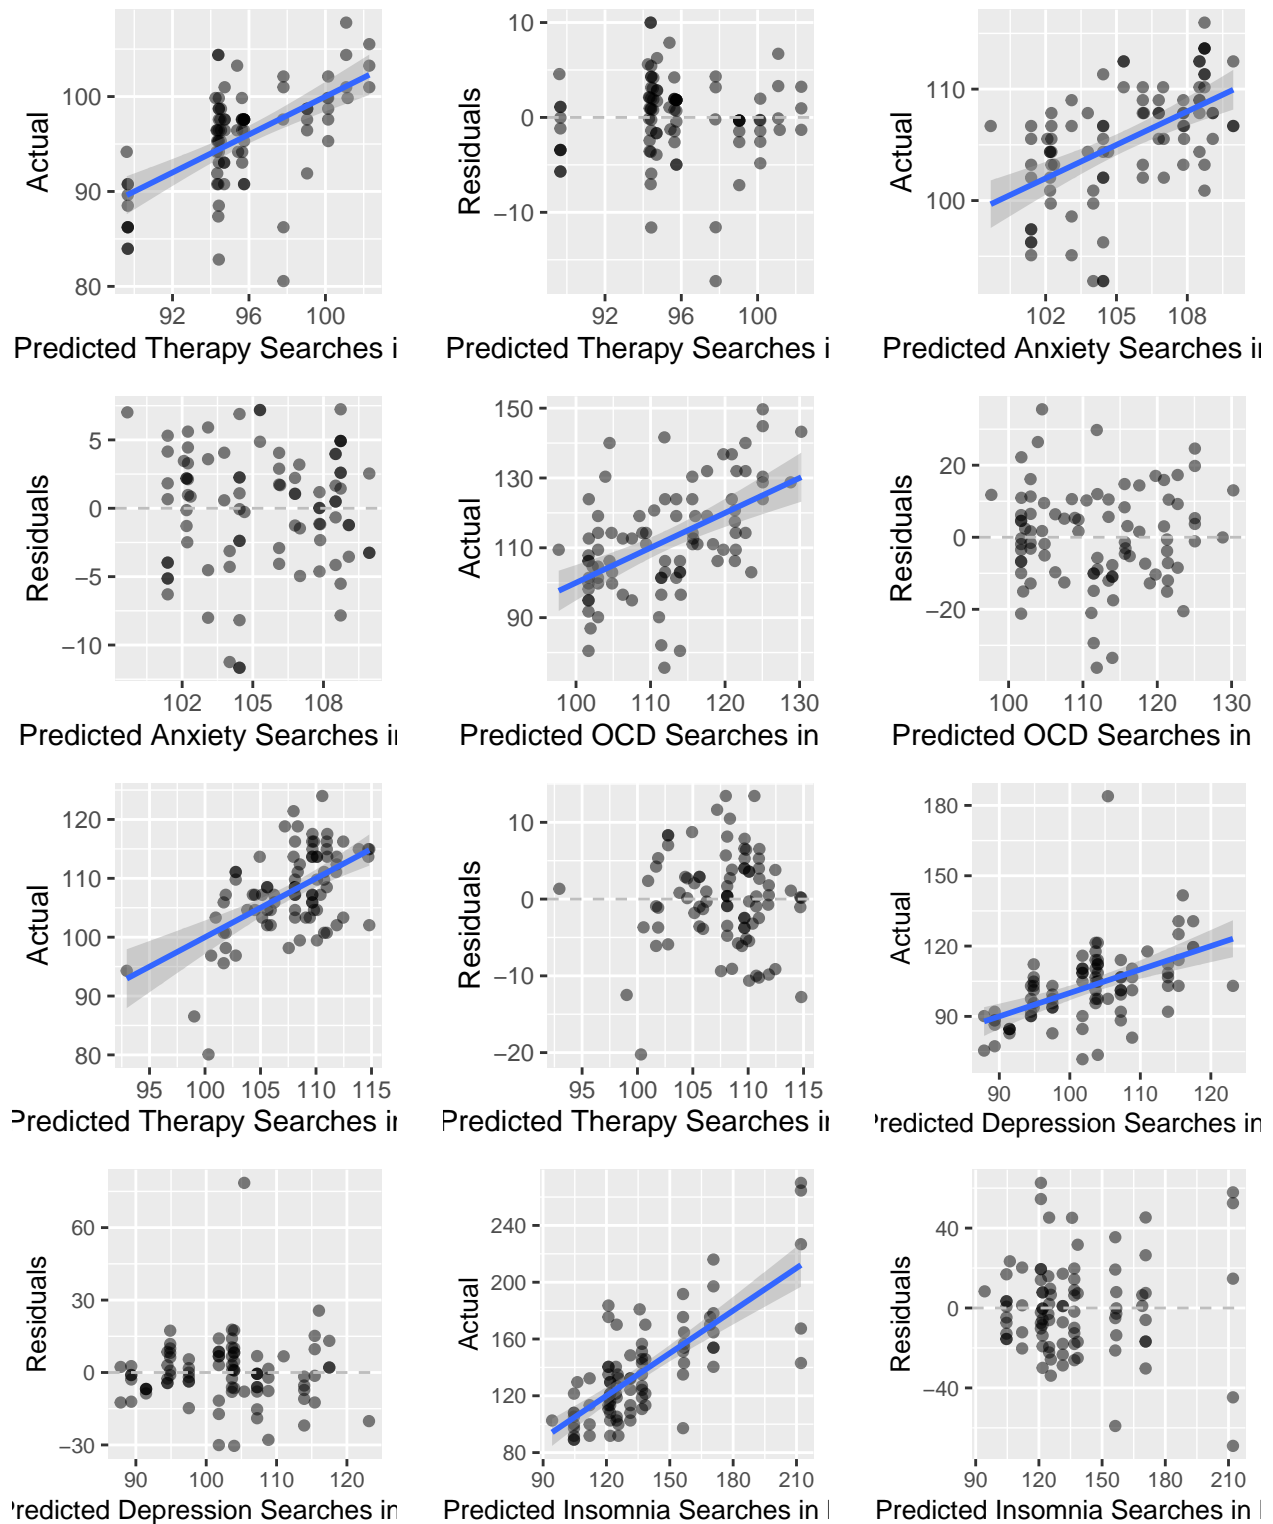 Actual
100
90
80
92 96 100
Predicted Therapy Searches i
Residuals
10
0
−10
92 96 100
Predicted Therapy Searches i
Actual
110
100
102 105 108
Predicted Anxiety Searches i
Residuals
5
0
−5
−10
102 105 108
Predicted Anxiety Searches i
Actual
150
130
110
90
100 110 120 130
Predicted OCD Searches in
Residuals
20
0
−20
100 110 120 130
Predicted OCD Searches in
Actual
120
110
100
90
80
95 100 105 110 115
Predicted Therapy Searches in
Residuals
10
0
−10
−20
95 100 105 110 115
Predicted Therapy Searches in
Actual
180
150
120
90
90 100 110 120
Predicted Depression Searches in
Residuals
60
30
0
−30
90 100 110 120
Predicted Depression Searches in
Actual
240
200
160
120
80
90 120 150 180 210
Predicted Insomnia Searches in
Residuals
40
0
−40
90 120 150 180 210
Predicted Insomnia Searches in